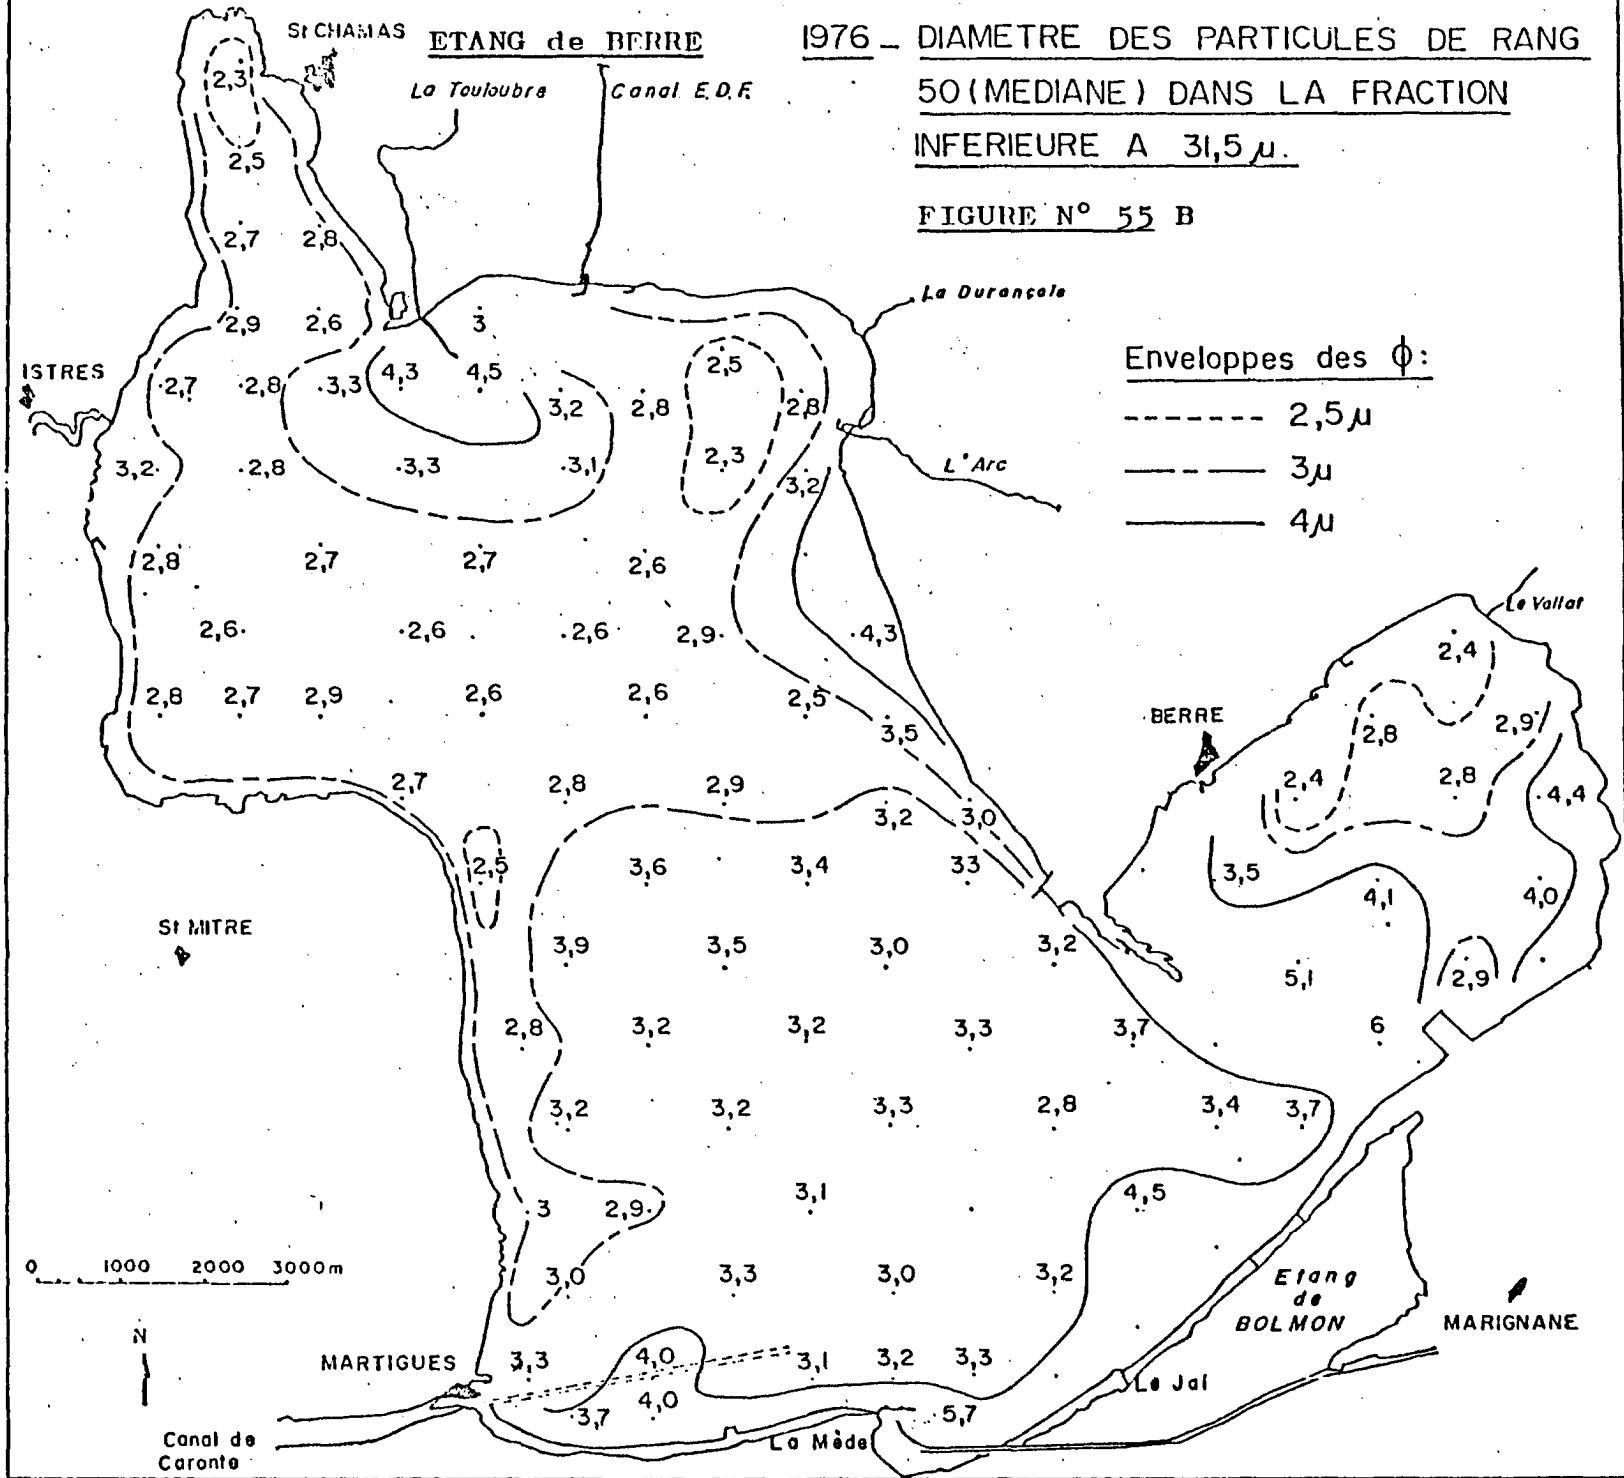 St CHAMAS
ETANG de BERRE
1976 _ DIAMETRE DES PARTICULES DE RANG
50 (MEDIANE) DANS LA FRACTION
INFERIEURE A 31,5 µ.
FIGURE N° 55 B
La Touloubre
Canal E.D.F.
La Durançole
ISTRES
Enveloppes des ϕ:
2,5µ
3µ
4µ
L'Arc
Le Vallat
BERRE
St MITRE
2,3
2,5
2,7 2,8
2,9 2,6 3
2,7 2,8 3,3 4,3 4,5 3,2 2,8 2,5 2,8
3,2 2,8 3,3 3,1 2,3 3,2
2,8 2,7 2,7 2,6
2,6 2,6 2,6 2,9 4,3
2,4
2,8 2,7 2,9 2,6 2,6 2,5 3,5
2,8 2,9
2,7 2,8 2,9 3,2 3,0
2,4 2,8 4,4
2,5 3,6 3,4 33
3,5 4,1 4,0
3,9 3,5 3,0 3,2
5,1 2,9
2,8 3,2 3,2 3,3 3,7 6
3,2 3,2 3,3 2,8 3,4 3,7
3 2,9 3,1 4,5
3,0 3,3 3,0 3,2
3,3 4,0 3,1 3,2 3,3
3,7 4,0 5,7
0 1000 2000 3000m
N
Etang
de
BOLMON
MARIGNANE
MARTIGUES
Le Jaï
Canal de
Caronte
La Mède